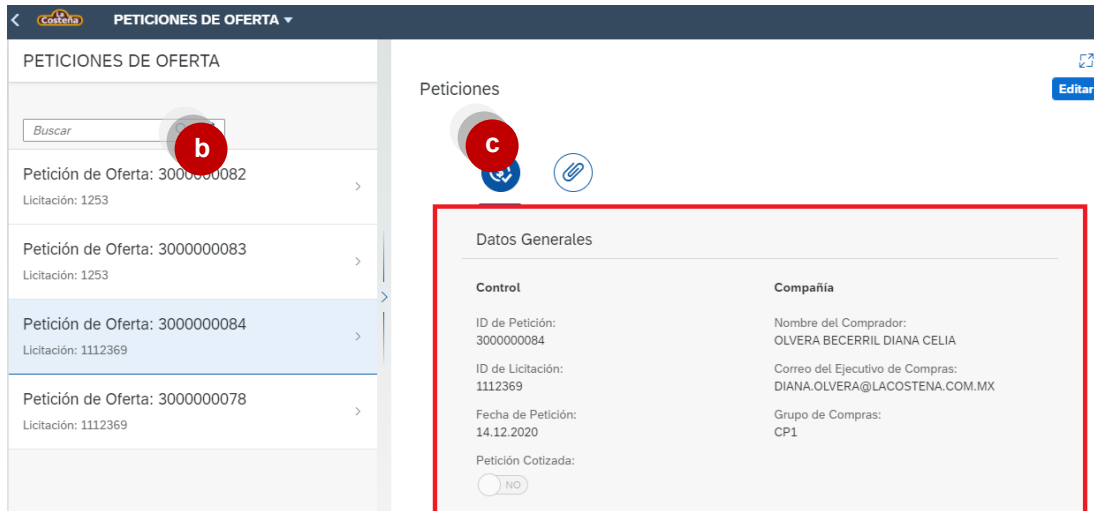 La Costeña
PETICIONES DE OFERTA
PETICIONES DE OFERTA
Buscar
b
Petición de Oferta: 3000000082
Licitación: 1253
Petición de Oferta: 3000000083
Licitación: 1253
Petición de Oferta: 3000000084
Licitación: 1112369
Petición de Oferta: 3000000078
Licitación: 1112369
Peticiones
Editar
c
Datos Generales
Control
ID de Petición:
3000000084
ID de Licitación:
1112369
Fecha de Petición:
14.12.2020
Petición Cotizada:
NO
Compañía
Nombre del Comprador:
OLVERA BECERRIL DIANA CELIA
Correo del Ejecutivo de Compras:
DIANA.OLVERA@LACOSTENA.COM.MX
Grupo de Compras:
CP1